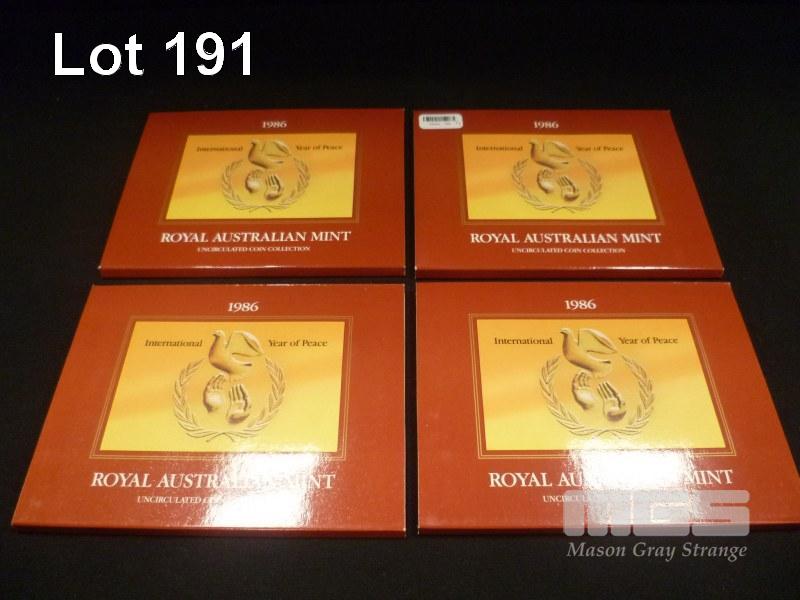 Lot 191
1986
International Year of Peace
ROYAL AUSTRALIAN MINT
UNCIRCULATED COIN COLLECTION
1986
International Year of Peace
ROYAL AUSTRALIAN MINT
UNCIRCULATED COIN COLLECTION
1986
International Year of Peace
ROYAL AUSTRALIAN MINT
UNCIRCULATED
1986
International Year of Peace
ROYAL AUSTRALIAN MINT
MGS
Mason Gray Strange